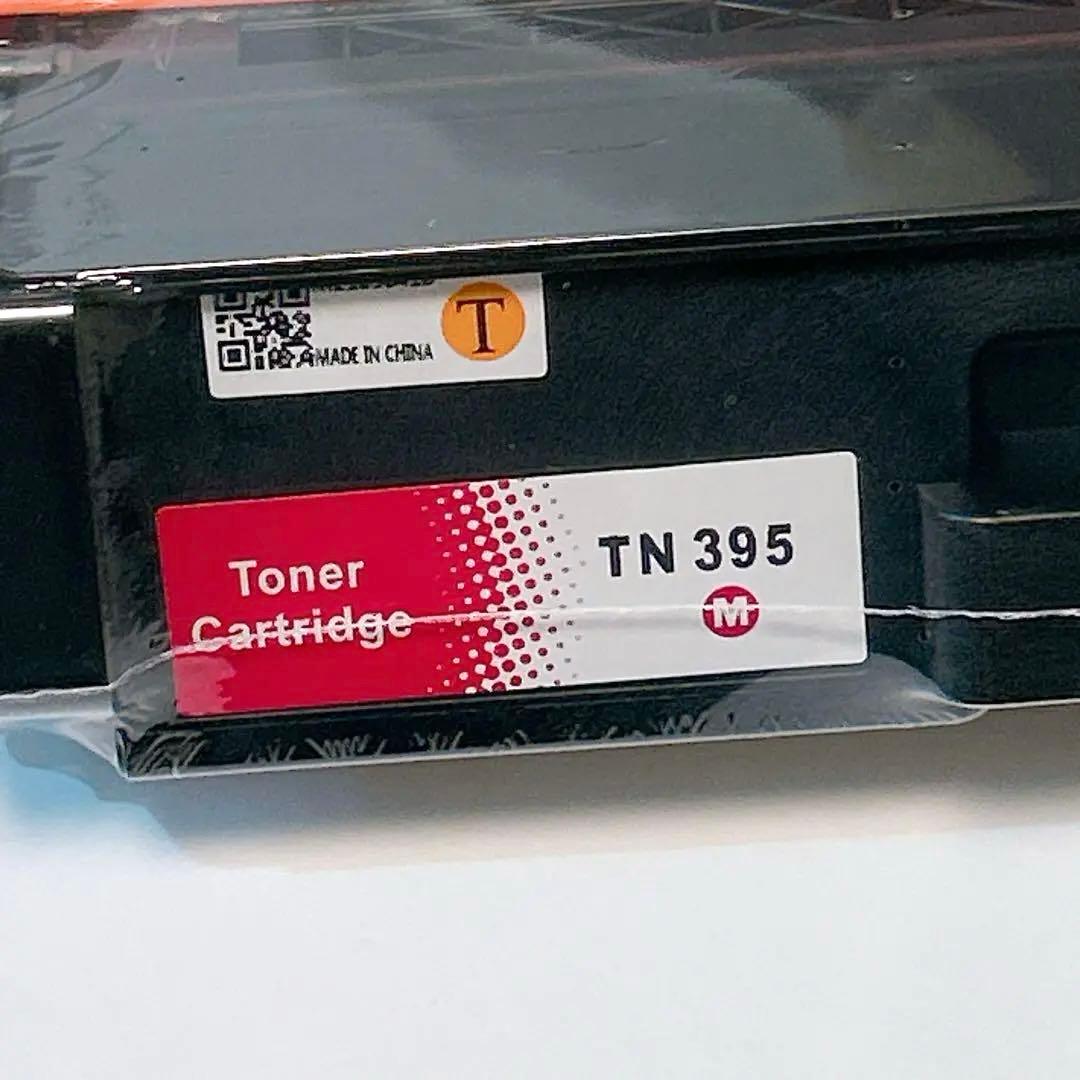 MADE IN CHINA
T
Toner
Cartridge
TN 395
M